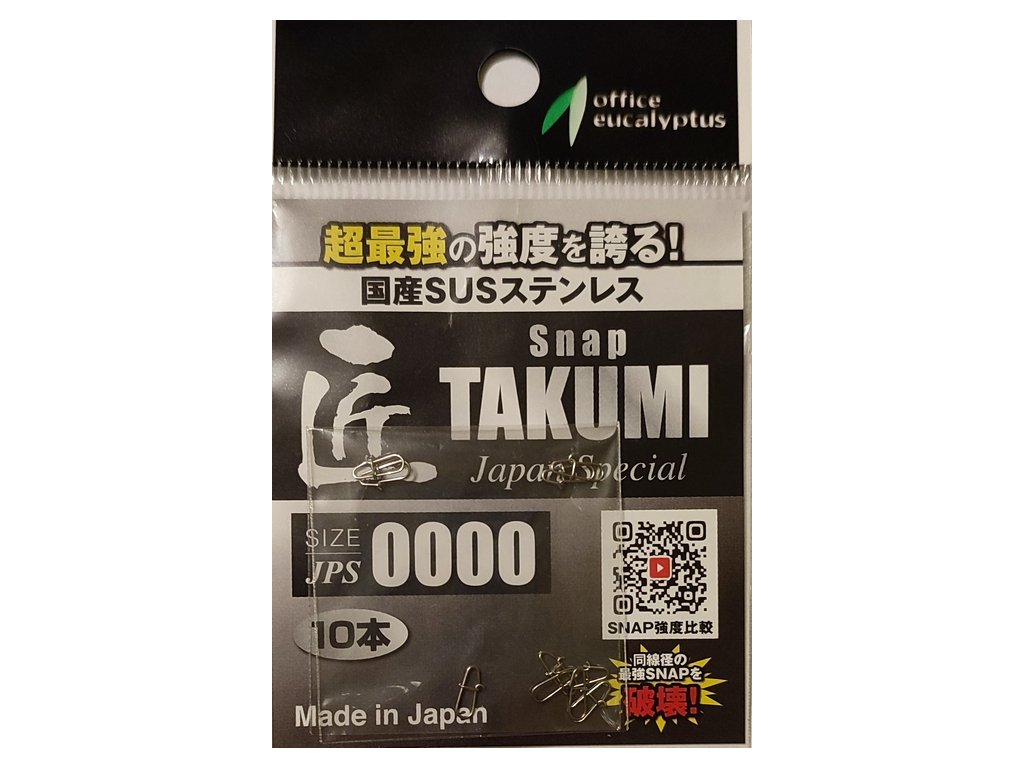 office
eucalyptus
超最強の強度を誇る!
国産SUSステンレス
Snap
匠
TAKUMI
Japan Special
SIZE
JPS 0000
10本
SNAP強度比較
同線径の
最強SNAPを
破壊!
Made in Japan